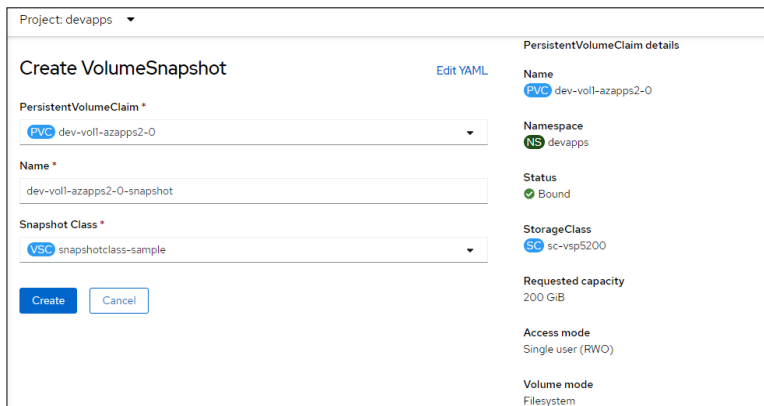 Project: devapps
Create VolumeSnapshot
Edit YAML
PersistentVolumeClaim *
PVC dev-vol1-azapps2-0
Name *
dev-vol1-azapps2-0-snapshot
Snapshot Class *
VSC snapshotclass-sample
Create
Cancel
PersistentVolumeClaim details
Name
PVC dev-vol1-azapps2-0
Namespace
NS devapps
Status
Bound
StorageClass
SC sc-vsp5200
Requested capacity
200 GiB
Access mode
Single user (RWO)
Volume mode
Filesystem